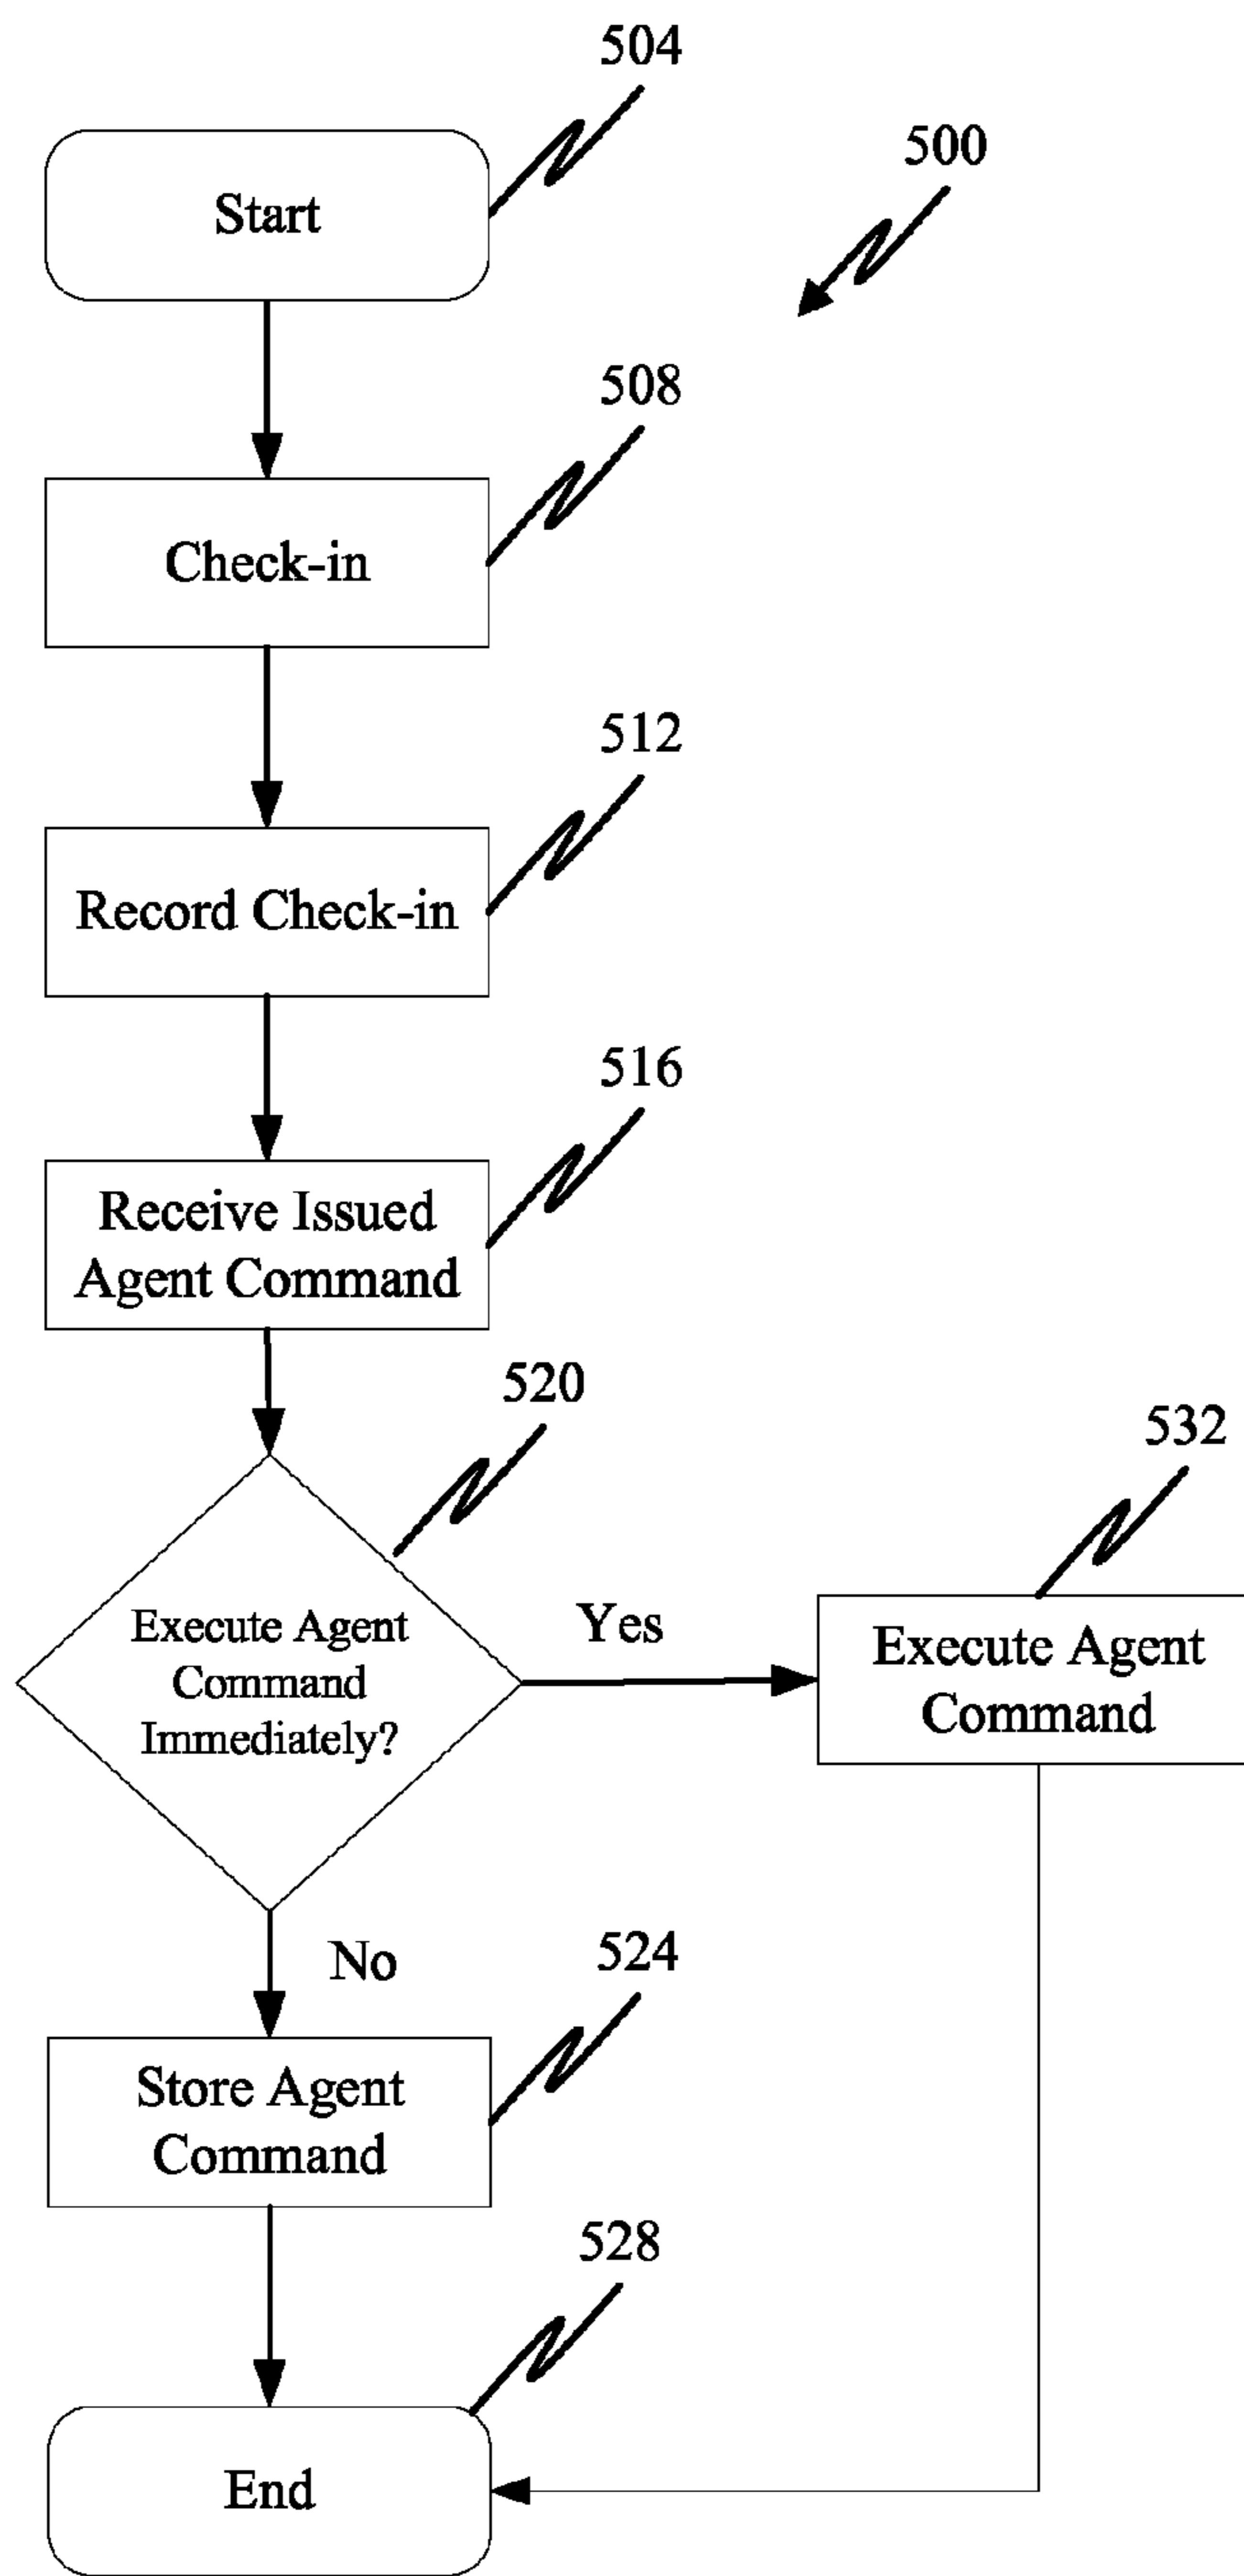 504
500
Start
508
Check-in
512
Record Check-in
516
Receive Issued
Agent Command
520
532
Execute Agent
Command
Immediately?
Yes
Execute Agent
Command
No
524
Store Agent
Command
528
End